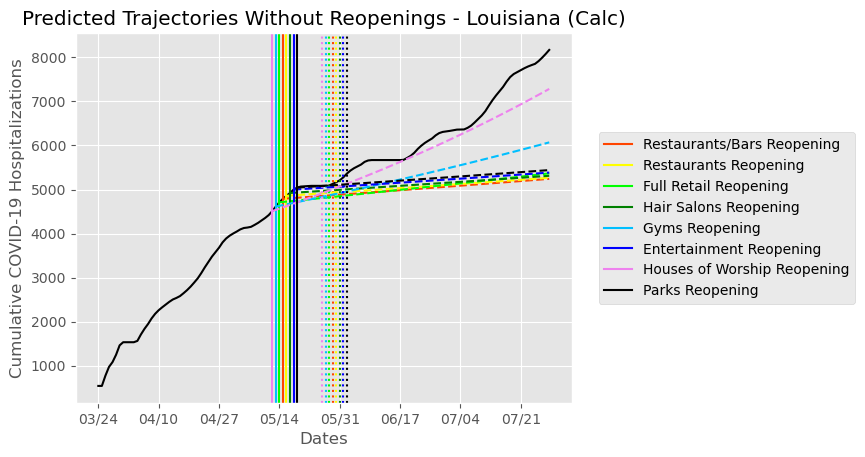 Predicted Trajectories Without Reopenings - Louisiana (Calc)
Cumulative COVID-19 Hospitalizations
8000
7000
6000
5000
4000
3000
2000
1000
03/24 04/10 04/27 05/14 05/31 06/17 07/04 07/21
Dates
Restaurants/Bars Reopening
Restaurants Reopening
Full Retail Reopening
Hair Salons Reopening
Gyms Reopening
Entertainment Reopening
Houses of Worship Reopening
Parks Reopening